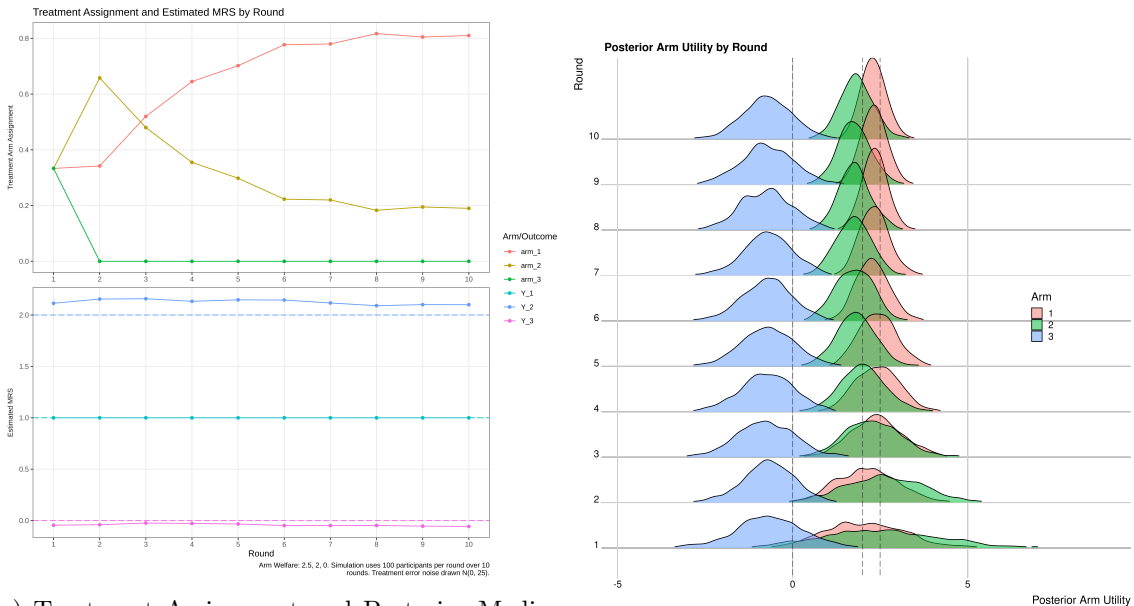 Treatment Assignment and Estimated MRS by Round
Treatment Arm Assignment
0.8
0.6
0.4
0.2
0.0
1 2 3 4 5 6 7 8 9 10
Estimated MRS
2.0
1.5
1.0
0.5
0.0
1 2 3 4 5 6 7 8 9 10
Round
Arm Welfare: 2.5, 2, 0. Simulation uses 100 participants per round over 10
rounds. Treatment error noise drawn N(0, 25).
Arm/Outcome
arm_1
arm_2
arm_3
Y_1
Y_2
Y_3
Posterior Arm Utility by Round
Round
10
9
8
7
6
5
4
3
2
1
-5 0 5
Posterior Arm Utility
Arm
1
2
3
) Treatment Assignment and Posterior Median